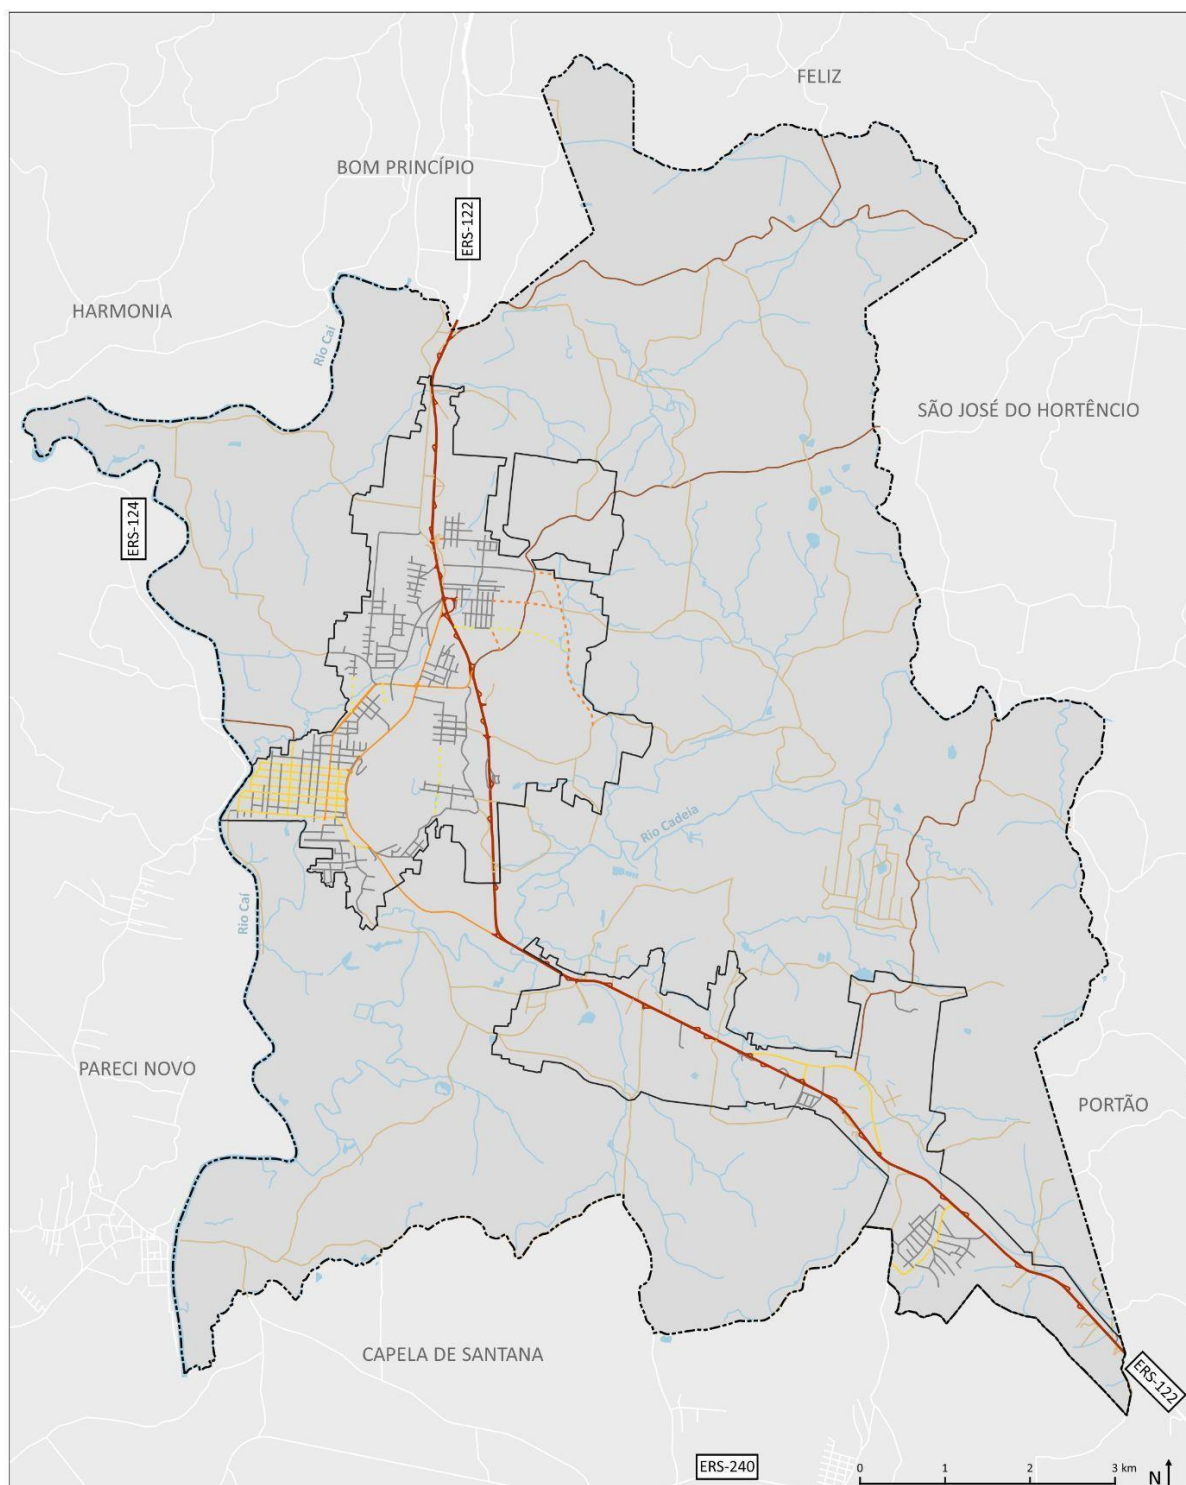 FELIZ
BOM PRINCÍPIO
ERS-122
HARMONIA
Rio Caí
SÃO JOSÉ DO HORTÊNCIO
ERS-124
Rio Cadeia
Rio Caí
PARECI NOVO
PORTÃO
CAPELA DE SANTANA
ERS-122
ERS-240
0 1 2 3 km
N